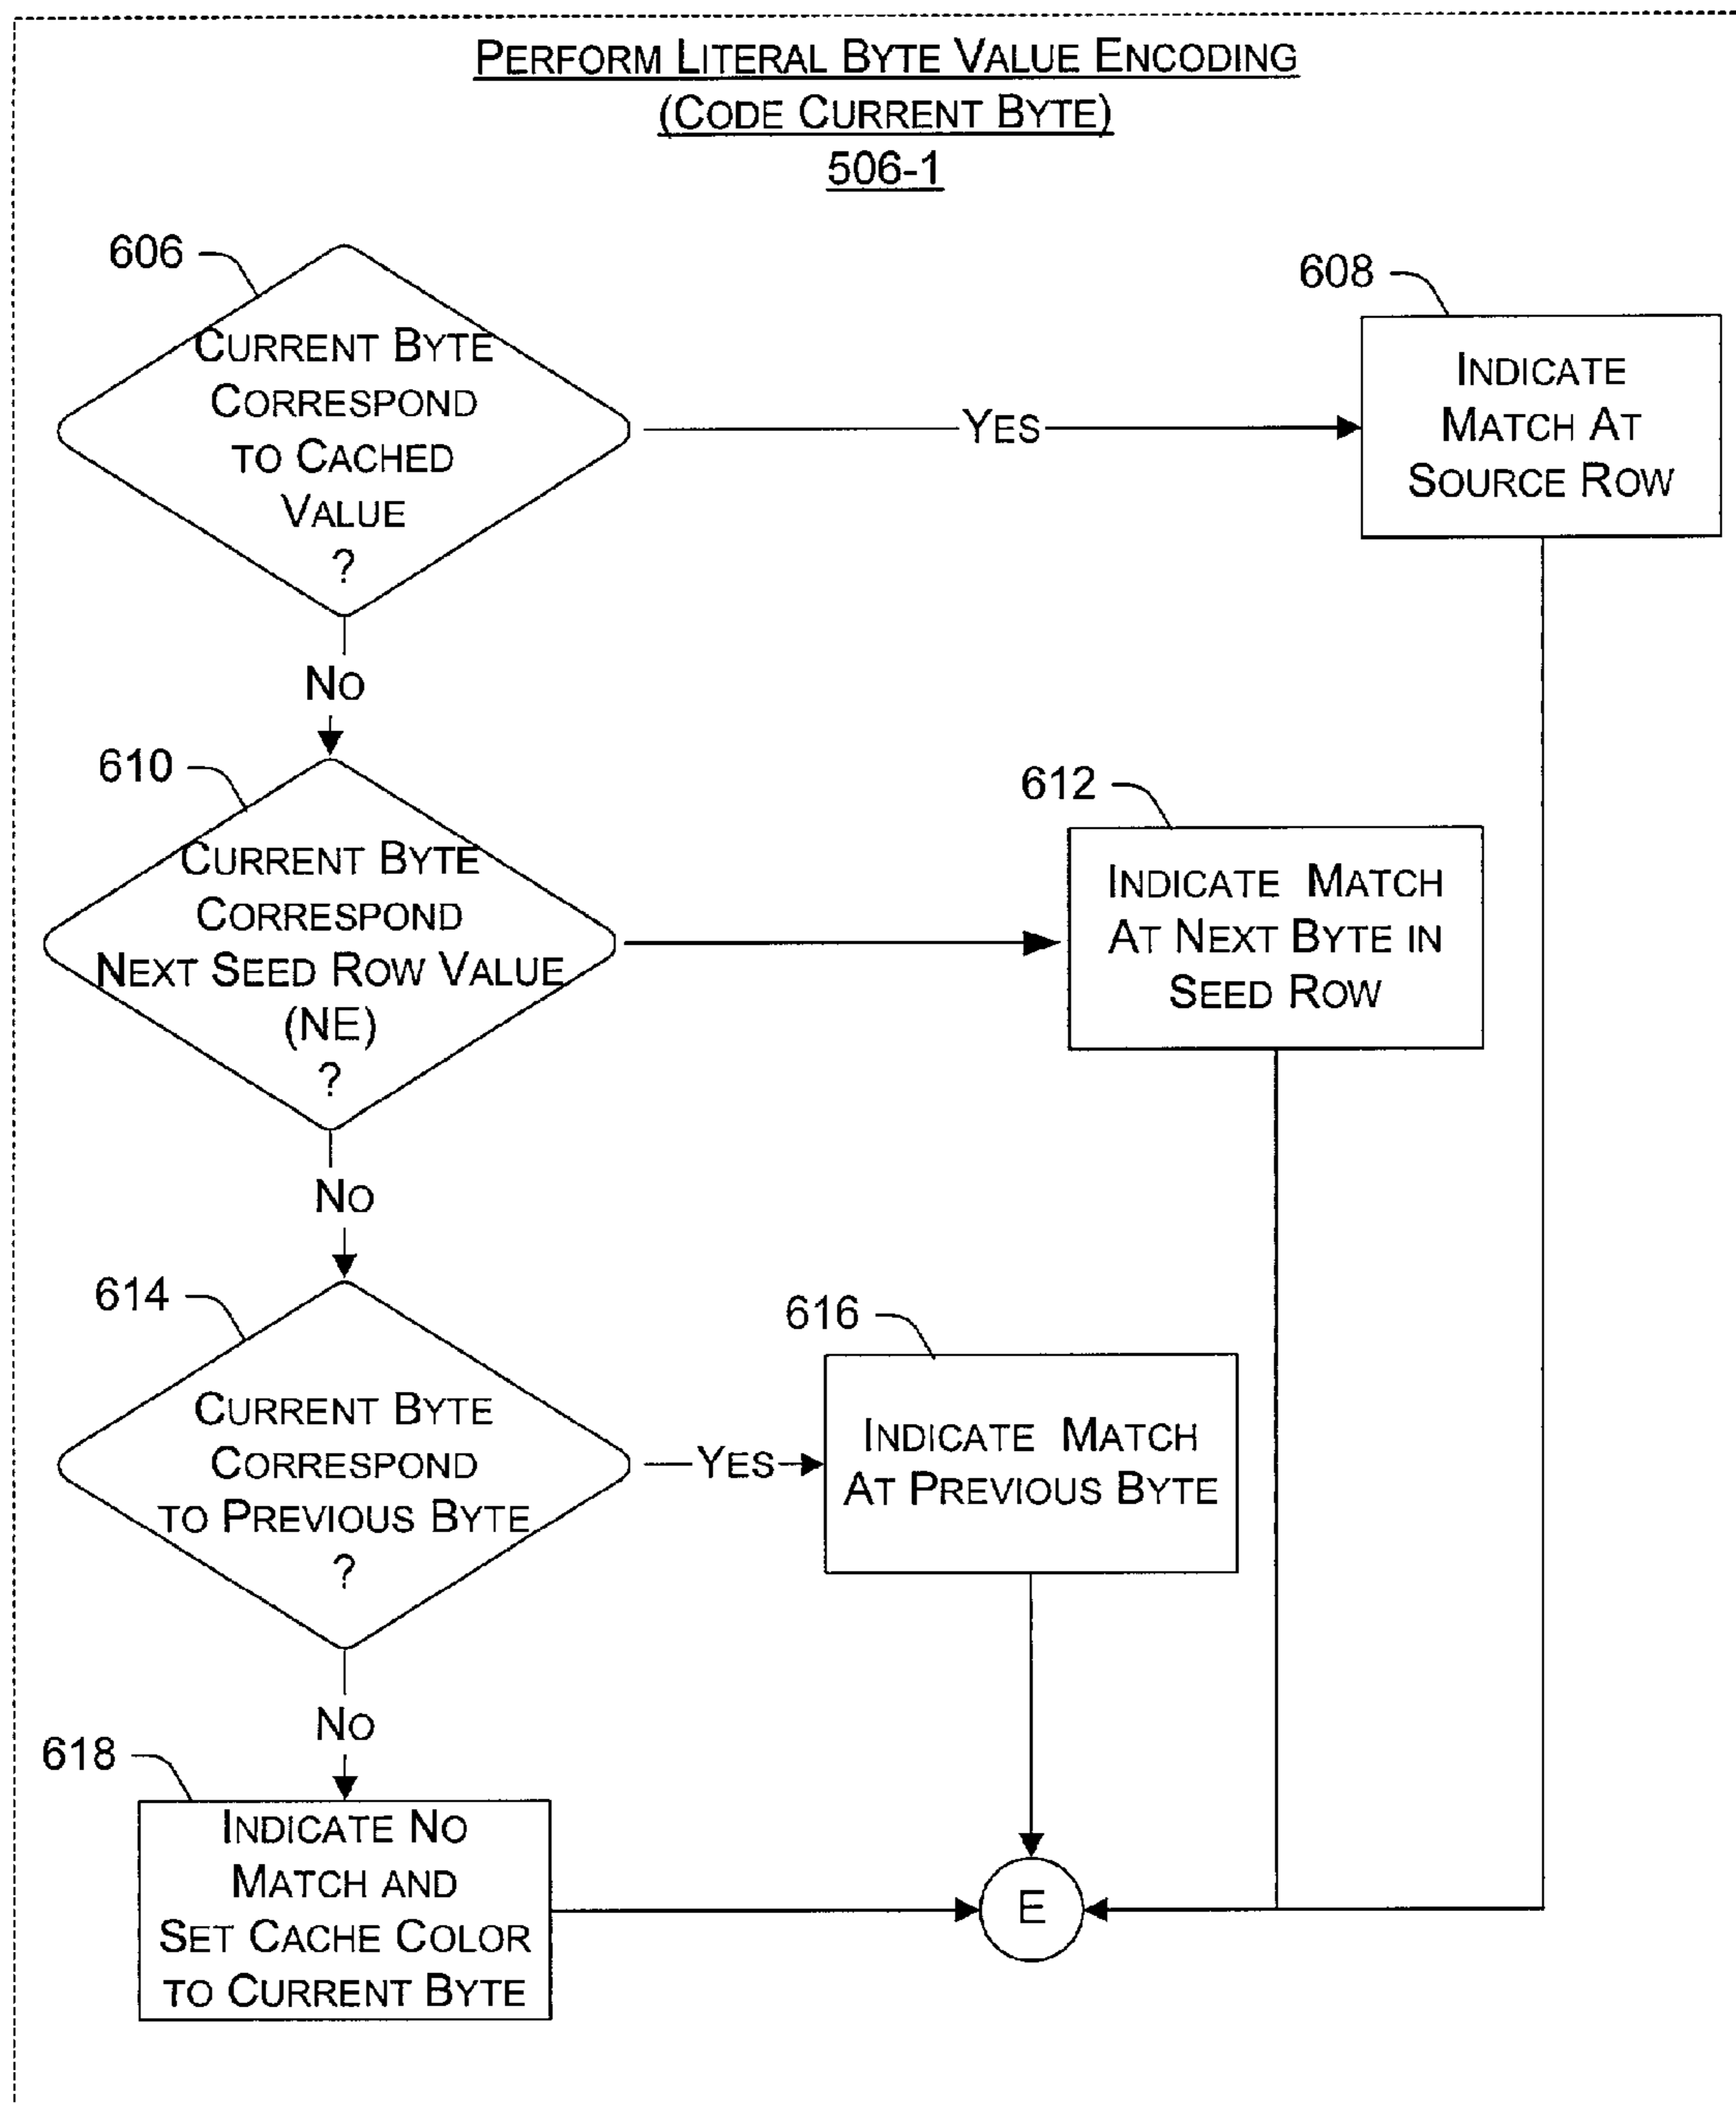 PERFORM LITERAL BYTE VALUE ENCODING
(CODE CURRENT BYTE)
506-1
606
CURRENT BYTE
CORRESPOND
TO CACHED
VALUE
?
YES
608
INDICATE
MATCH AT
SOURCE ROW
NO
610
CURRENT BYTE
CORRESPOND
NEXT SEED ROW VALUE
(NE)
?
612
INDICATE MATCH
AT NEXT BYTE IN
SEED ROW
NO
614
CURRENT BYTE
CORRESPOND
TO PREVIOUS BYTE
?
YES
616
INDICATE MATCH
AT PREVIOUS BYTE
NO
618
INDICATE NO
MATCH AND
SET CACHE COLOR
TO CURRENT BYTE
E